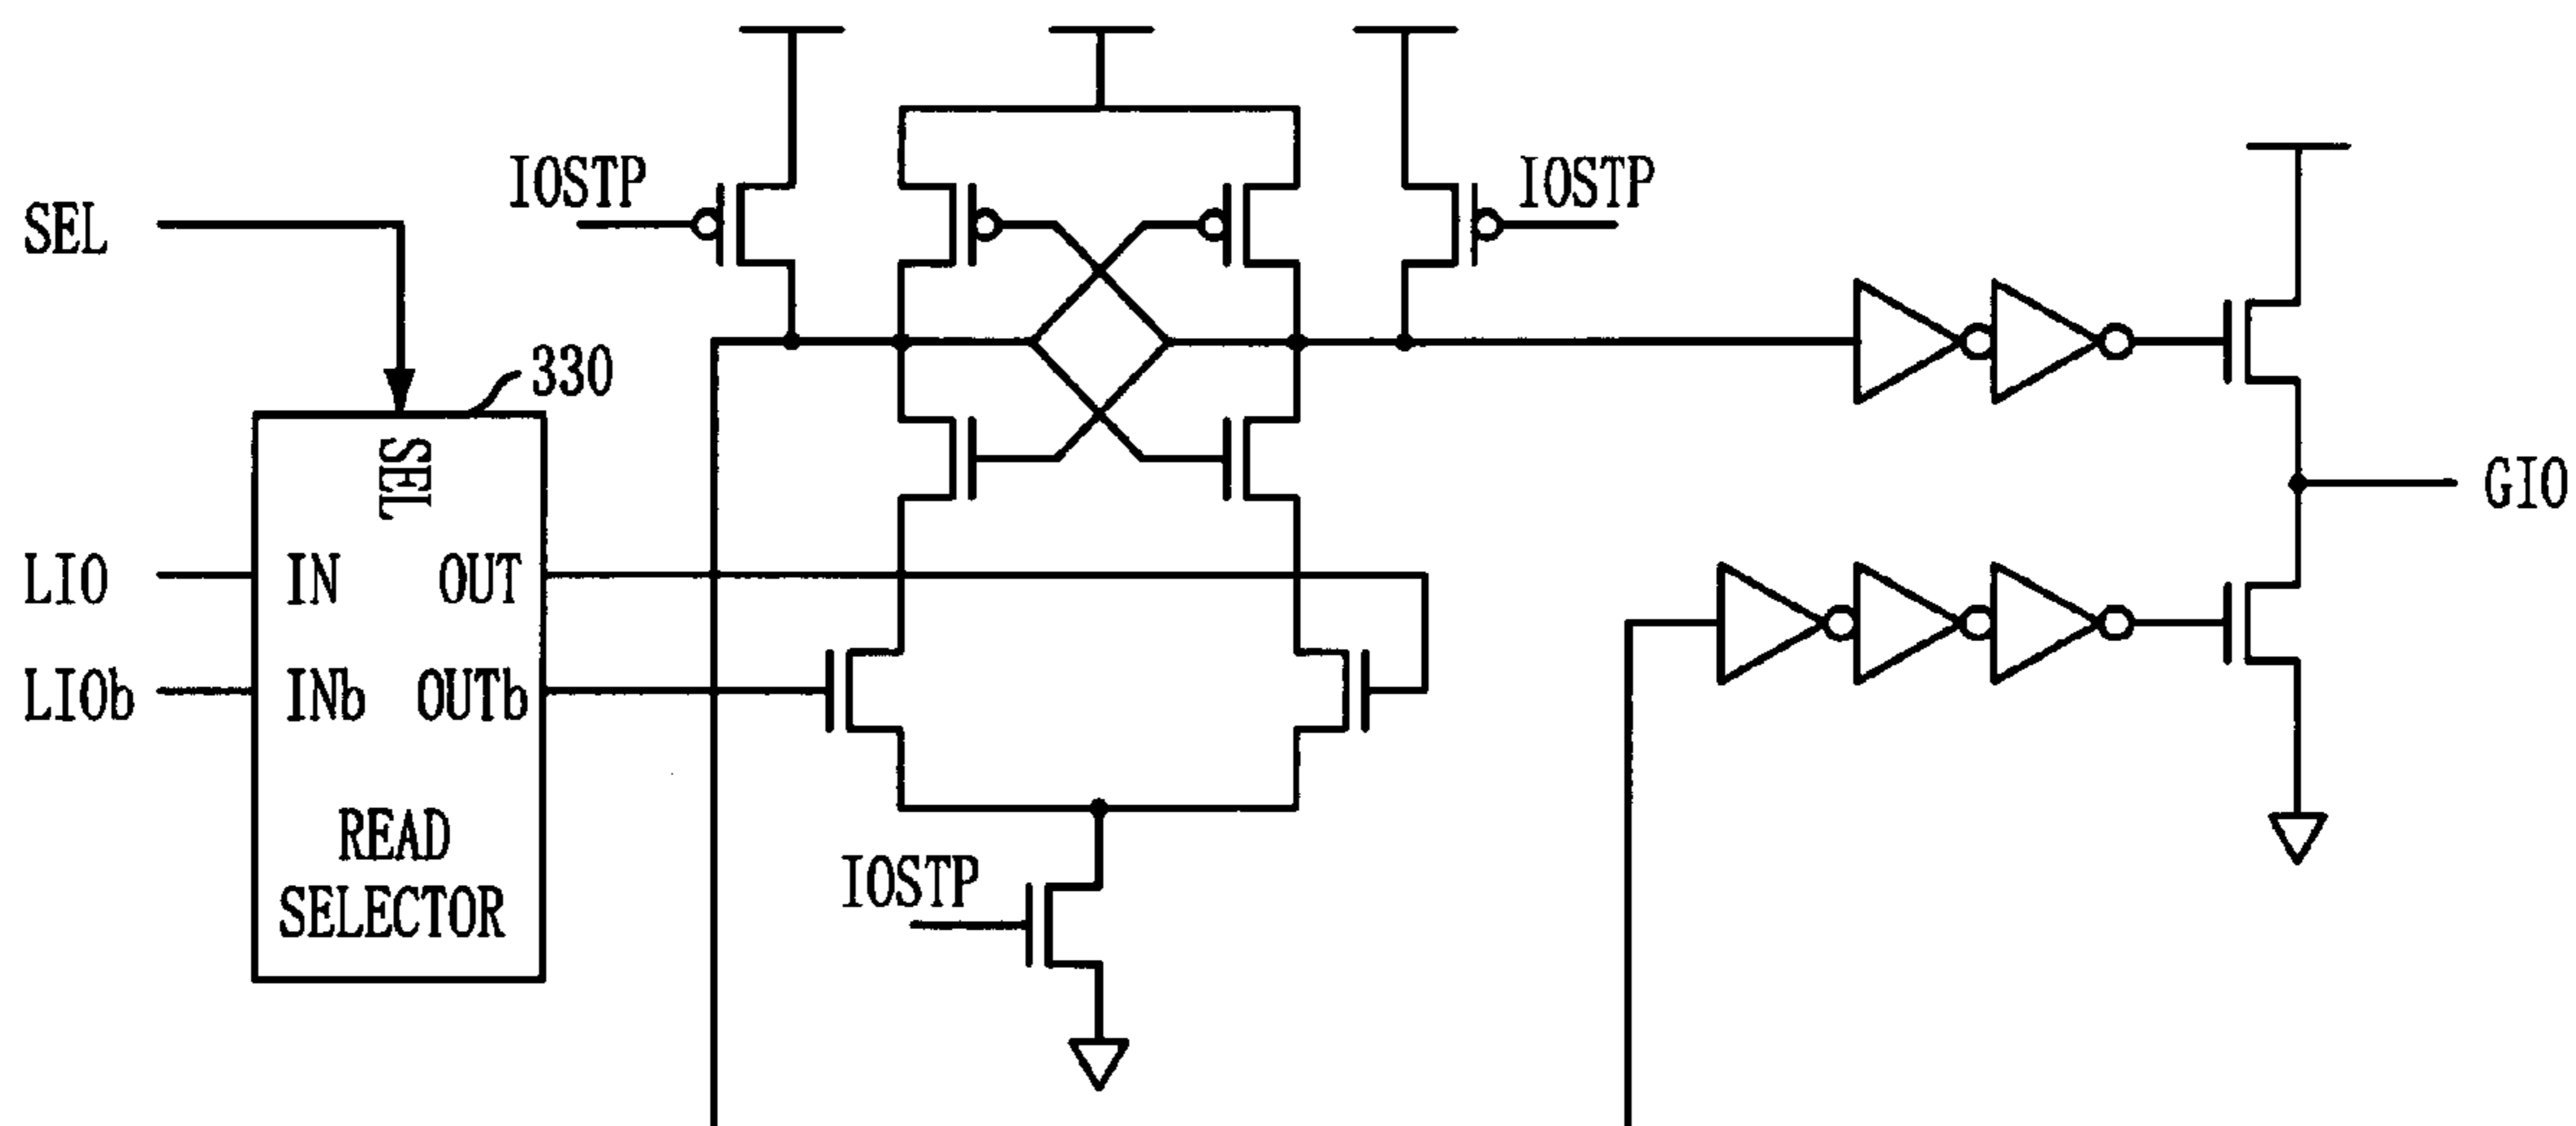 IOSTP
IOSTP
SEL
330
SEL
GIO
LIO
IN
OUT
LIOb
INb
OUTb
READ
SELECTOR
IOSTP